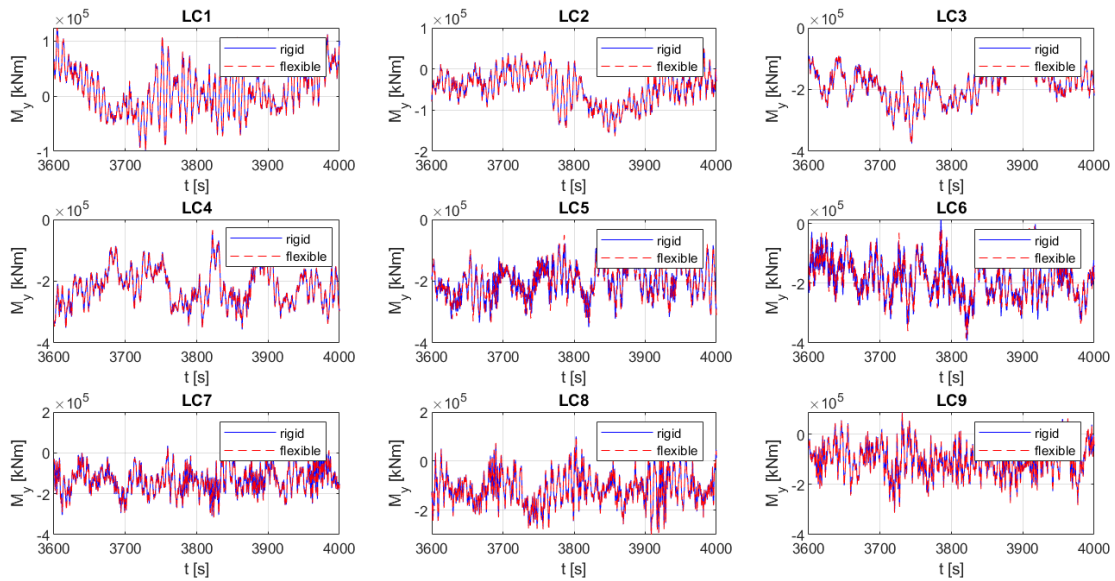 LC1
×10^5
1
0
-1
M_y [kNm]
3600 3700 3800 3900 4000
t [s]
rigid
flexible
LC2
×10^5
1
0
-1
-2
M_y [kNm]
3600 3700 3800 3900 4000
t [s]
rigid
flexible
LC3
×10^5
0
-2
-4
M_y [kNm]
3600 3700 3800 3900 4000
t [s]
rigid
flexible
LC4
×10^5
0
-2
-4
M_y [kNm]
3600 3700 3800 3900 4000
t [s]
rigid
flexible
LC5
×10^5
0
-2
-4
M_y [kNm]
3600 3700 3800 3900 4000
t [s]
rigid
flexible
LC6
×10^5
0
-2
-4
M_y [kNm]
3600 3700 3800 3900 4000
t [s]
rigid
flexible
LC7
×10^5
2
0
-2
-4
M_y [kNm]
3600 3700 3800 3900 4000
t [s]
rigid
flexible
LC8
×10^5
2
0
-2
M_y [kNm]
3600 3700 3800 3900 4000
t [s]
rigid
flexible
LC9
×10^5
0
-2
-4
M_y [kNm]
3600 3700 3800 3900 4000
t [s]
rigid
flexible